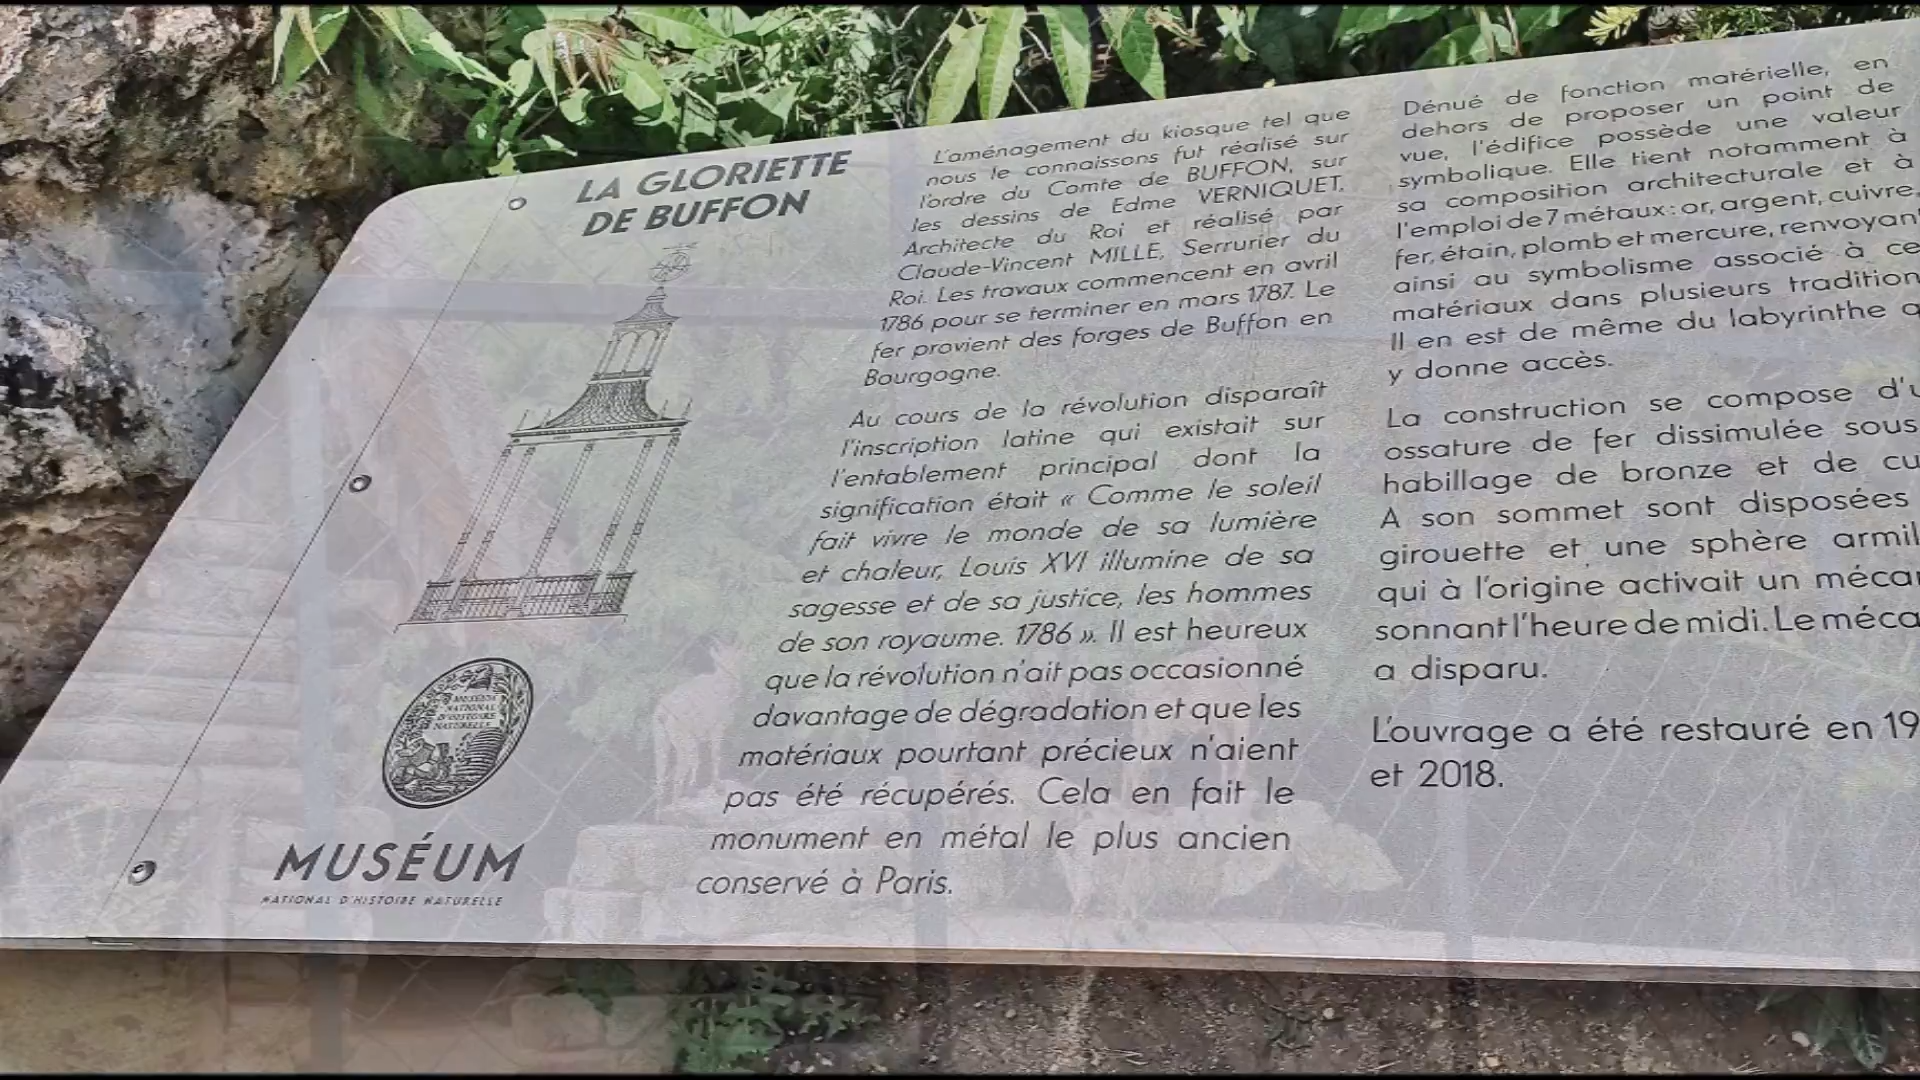 LA GLORIETTE
DE BUFFON
L'aménagement du kiosque tel que
nous le connaissons fut réalisé sur
l'ordre du Comte de BUFFON, sur
les dessins de Edme VERNIQUET,
Architecte du Roi et réalisé par
Claude-Vincent MILLE, Serrurier du
Roi. Les travaux commencent en avril
1786 pour se terminer en mars 1787. Le
fer provient des forges de Buffon en
Bourgogne.
Au cours de la révolution disparaît
l'inscription latine qui existait sur
l'entablement principal dont la
signification était « Comme le soleil
fait vivre le monde de sa lumière
et chaleur, Louis XVI illumine de sa
sagesse et de sa justice, les hommes
de son royaume. 1786 ». Il est heureux
que la révolution n'ait pas occasionné
davantage de dégradation et que les
matériaux pourtant précieux n'aient
pas été récupérés. Cela en fait le
monument en métal le plus ancien
conservé à Paris.
Dénué de fonction matérielle, en
dehors de proposer un point de
vue, l'édifice possède une valeur
symbolique. Elle tient notamment à
sa composition architecturale et à
l'emploi de 7 métaux : or, argent, cuivre,
fer, étain, plomb et mercure, renvoyant
ainsi au symbolisme associé à ce
matériaux dans plusieurs tradition
Il en est de même du labyrinthe q
y donne accès.
La construction se compose d'u
ossature de fer dissimulée sous
habillage de bronze et de cu
A son sommet sont disposées
girouette et une sphère armil
qui à l'origine activait un méca
sonnant l'heure de midi. Le méca
a disparu.
L'ouvrage a été restauré en 19
et 2018.
MUSÉUM
NATIONAL
D'HISTOIRE
NATURELLE
MUSÉUM
NATIONAL D'HISTOIRE NATURELLE